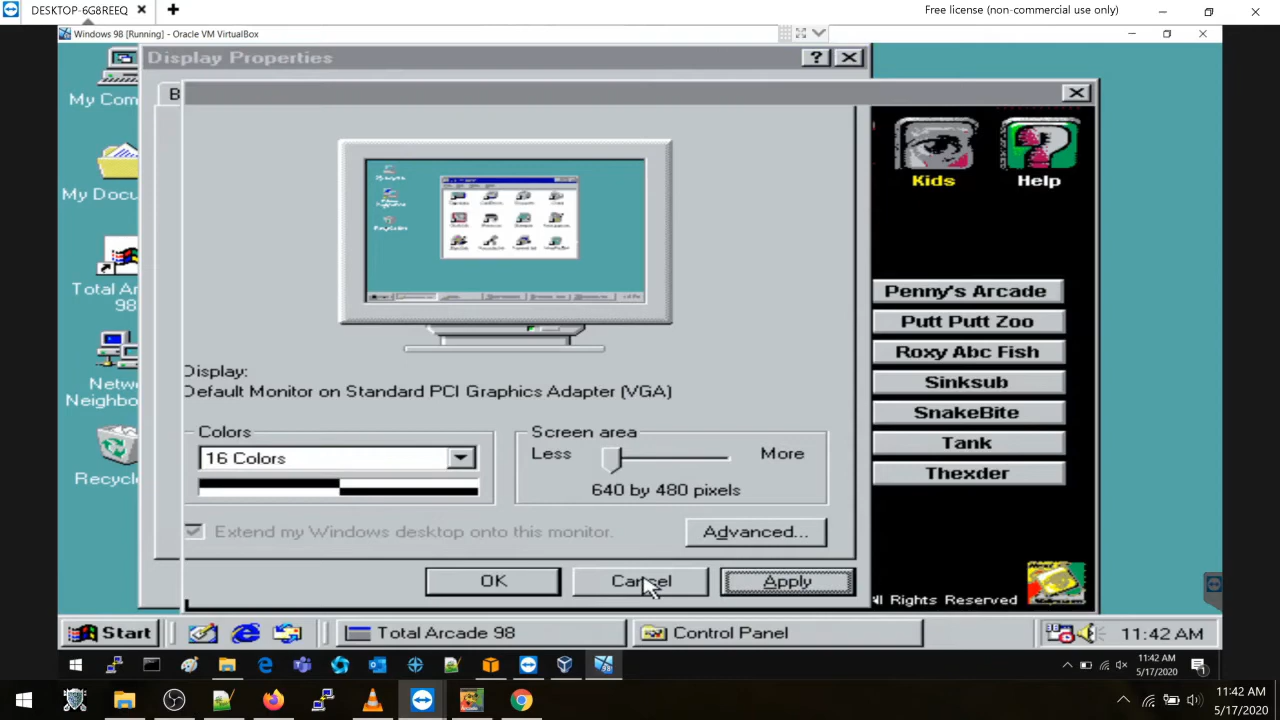 DESKTOP-6G8REEQ
Free license (non-commercial use only)
Windows 98 [Running] - Oracle VM VirtualBox
Display Properties
My Com
B
My Docu
Total Ar
98
Netw
Neighbo
Recycle
Kids
Help
Display:
Default Monitor on Standard PCI Graphics Adapter (VGA)
Colors
16 Colors
Screen area
Less
More
640 by 480 pixels
Extend my Windows desktop onto this monitor.
Advanced...
OK
Cancel
Apply
Penny's Arcade
Putt Putt Zoo
Roxy Abc Fish
Sinksub
SnakeBite
Tank
Thexder
Next
All Rights Reserved
Start
Total Arcade 98
Control Panel
11:42 AM
11:42 AM
5/17/2020
11:42 AM
5/17/2020